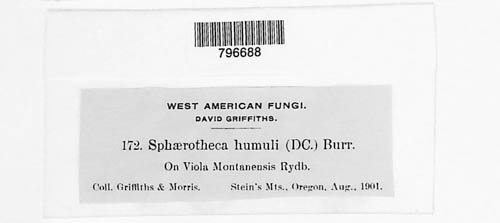 796688
WEST AMERICAN FUNGI.
DAVID GRIFFITHS.
172. Sphærotheca humuli (DC.) Burr.
On Viola Montanensis Rydb.
Coll. Griffiths & Morris. Stein's Mts., Oregon, Aug., 1901.